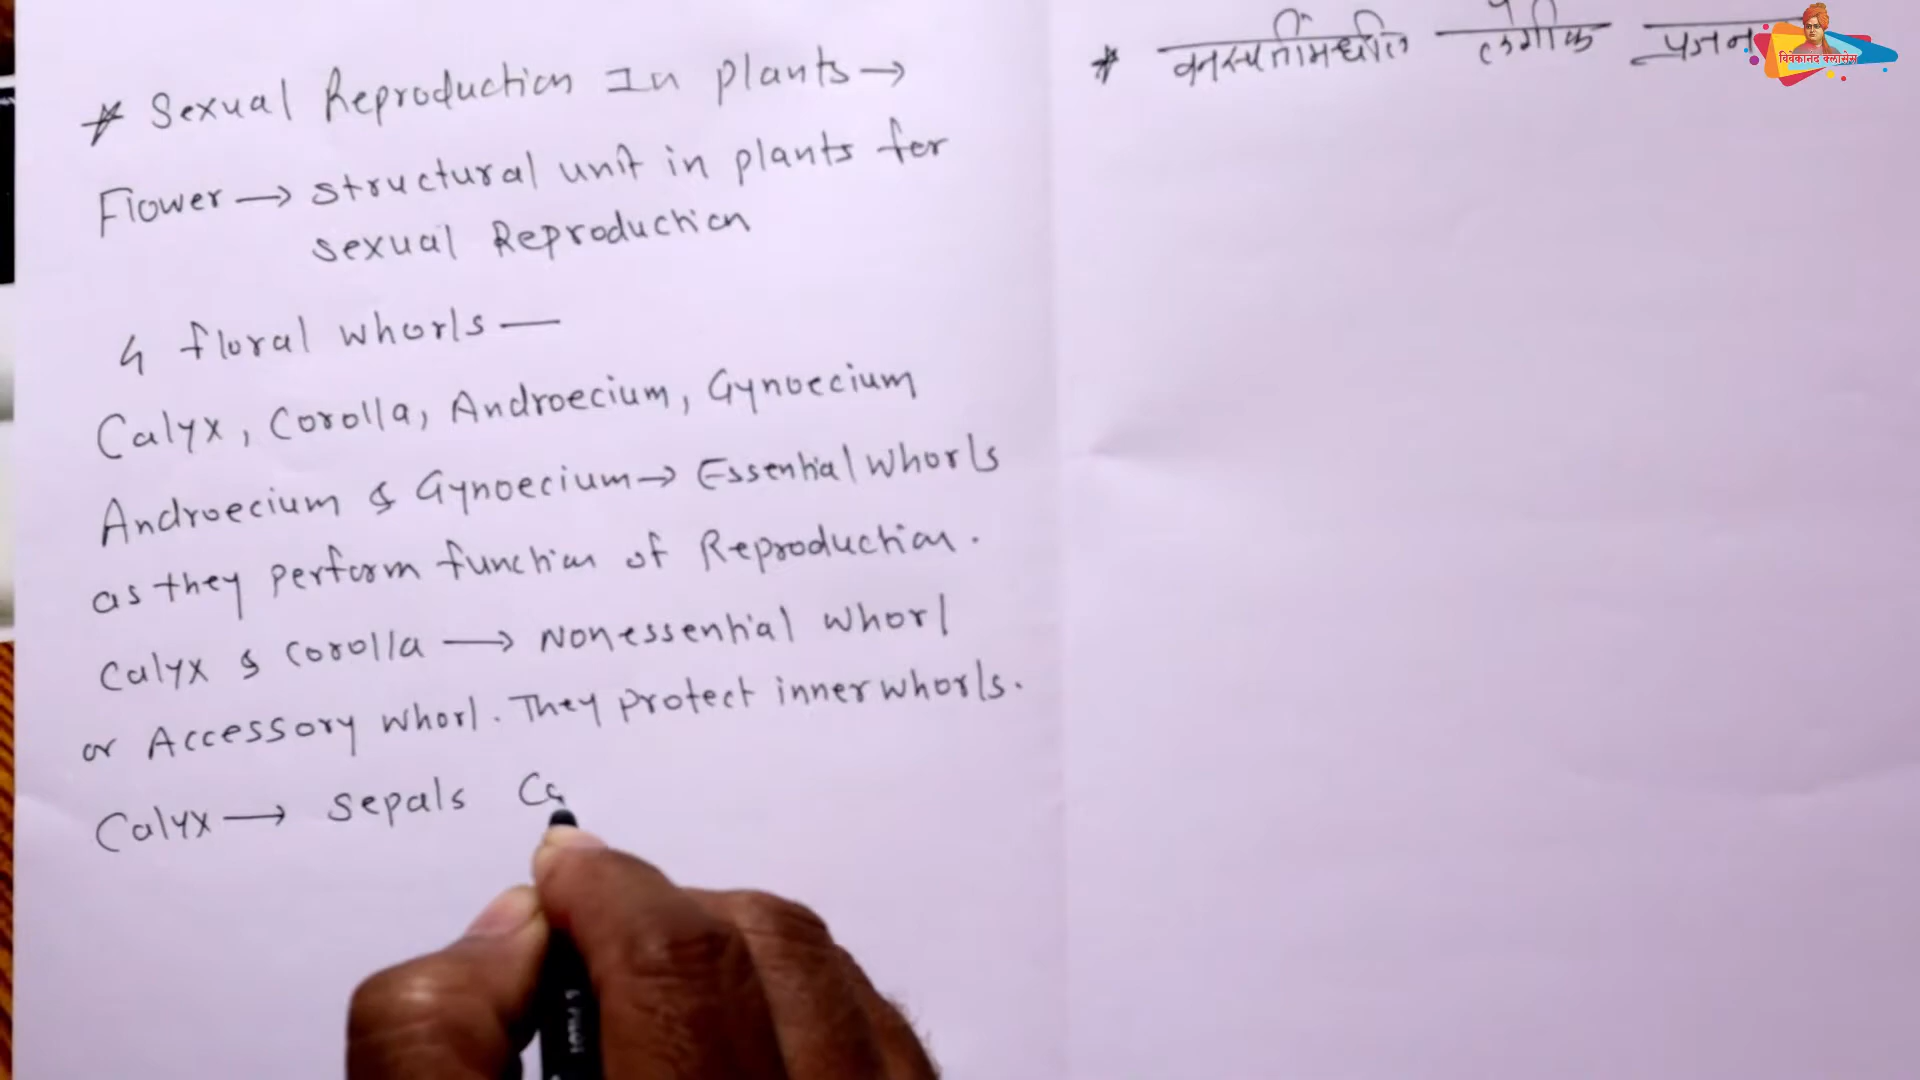 * Sexual Reproduction In plants →
Flower → structural unit in plants for
sexual Reproduction
4 floral whorls —
Calyx, Corolla, Androecium, Gynoecium
Androecium & Gynoecium → Essential Whorls
as they perform function of Reproduction.
Calyx & Corolla → Nonessential Whorl
or Accessory Whorl. They protect inner whorls.
Calyx → Sepals
* वनस्पतींमधील लैंगीक प्रजनन
विवेकानंद क्लासेस